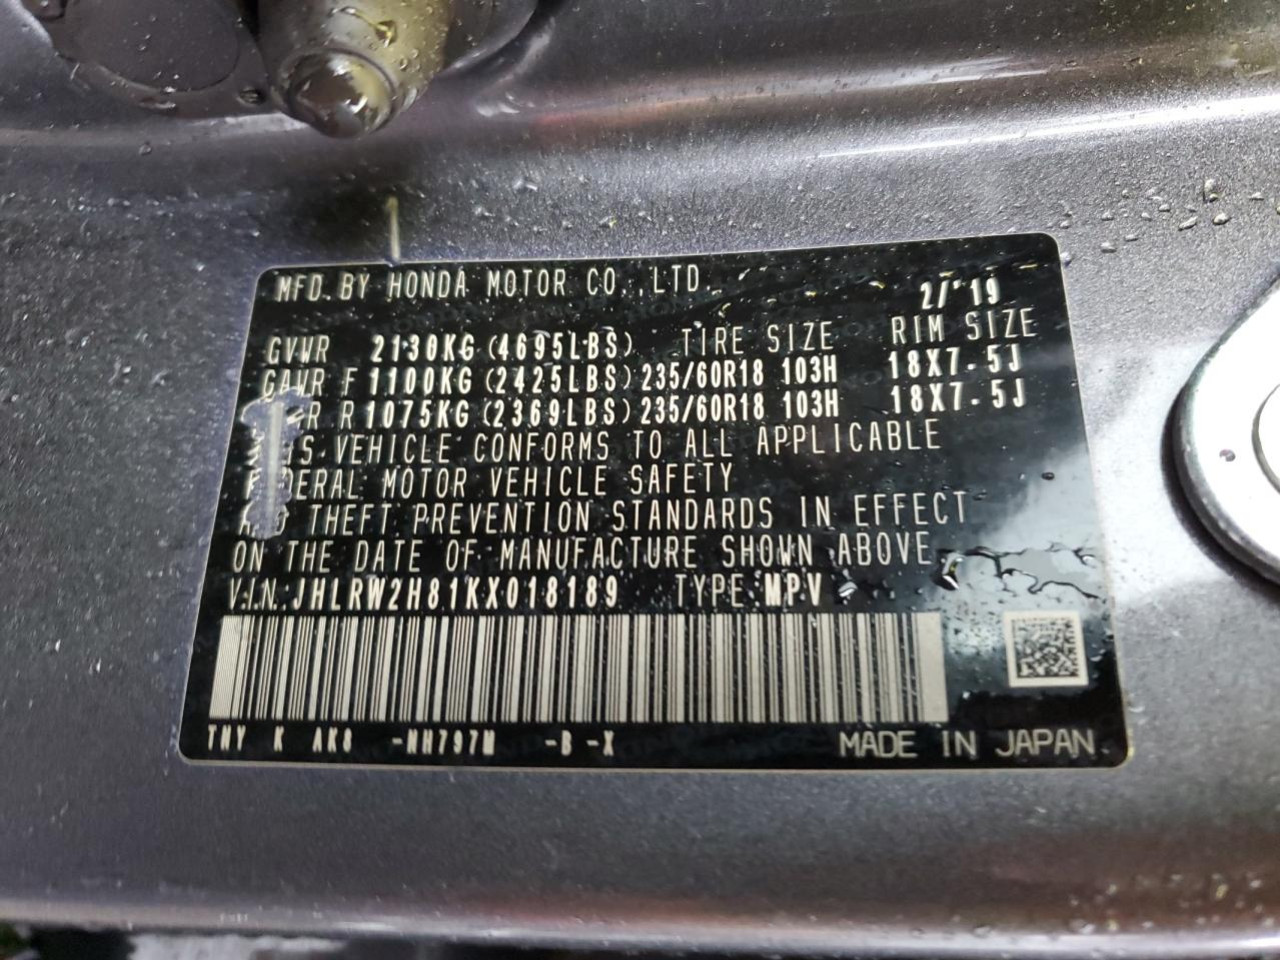 MFD. BY HONDA MOTOR CO., LTD. 2/'19
GVWR 2130KG (4695LBS) TIRE SIZE RIM SIZE
GAWR F 1100KG (2425LBS) 235/60R18 103H 18X7.5J
R 1075KG (2369LBS) 235/60R18 103H 18X7.5J
VEHICLE CONFORMS TO ALL APPLICABLE
FEDERAL MOTOR VEHICLE SAFETY
AND THEFT PREVENTION STANDARDS IN EFFECT
ON THE DATE OF MANUFACTURE SHOWN ABOVE
V.I.N.:JHLRW2H81KX018189 TYPE:MPV
TNY K AK8 -NH797M -B -X MADE IN JAPAN